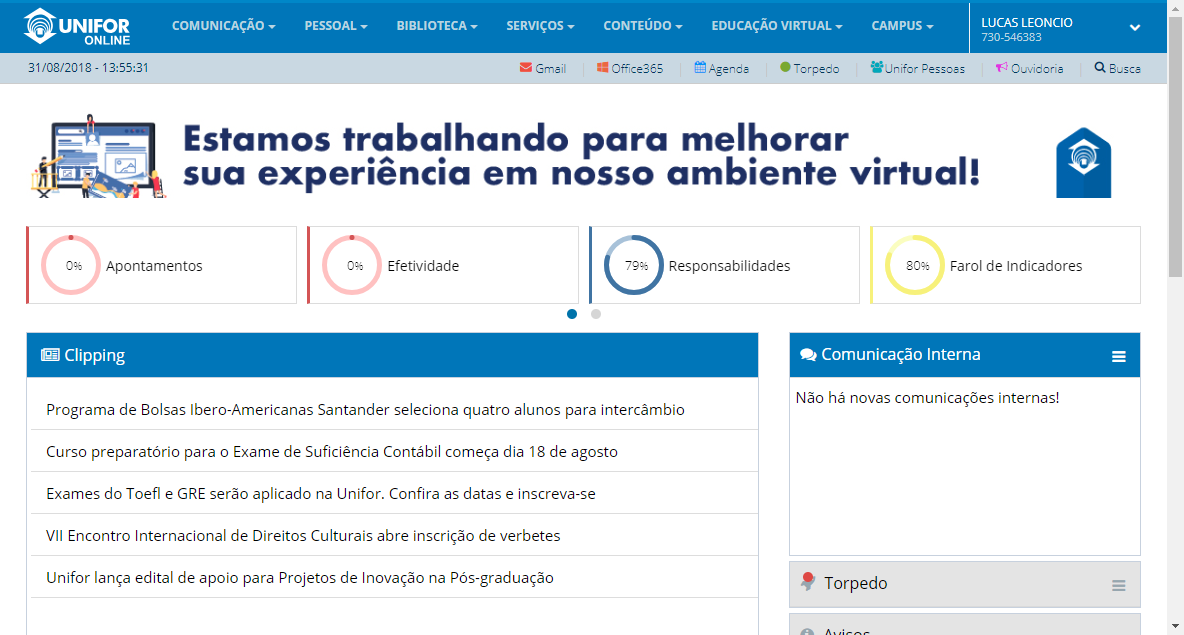 UNIFOR
ONLINE
COMUNICAÇÃO
PESSOAL
BIBLIOTECA
SERVIÇOS
CONTEÚDO
EDUCAÇÃO VIRTUAL
CAMPUS
LUCAS LEONCIO
730-546383
31/08/2018 - 13:55:31
Gmail
Office365
Agenda
Torpedo
Unifor Pessoas
Ouvidoria
Busca
Estamos trabalhando para melhorar
sua experiência em nosso ambiente virtual!
0% Apontamentos
0% Efetividade
79% Responsabilidades
80% Farol de Indicadores
Clipping
Programa de Bolsas Ibero-Americanas Santander seleciona quatro alunos para intercâmbio
Curso preparatório para o Exame de Suficiência Contábil começa dia 18 de agosto
Exames do Toefl e GRE serão aplicado na Unifor. Confira as datas e inscreva-se
VII Encontro Internacional de Direitos Culturais abre inscrição de verbetes
Unifor lança edital de apoio para Projetos de Inovação na Pós-graduação
Comunicação Interna
Não há novas comunicações internas!
Torpedo
Avisos